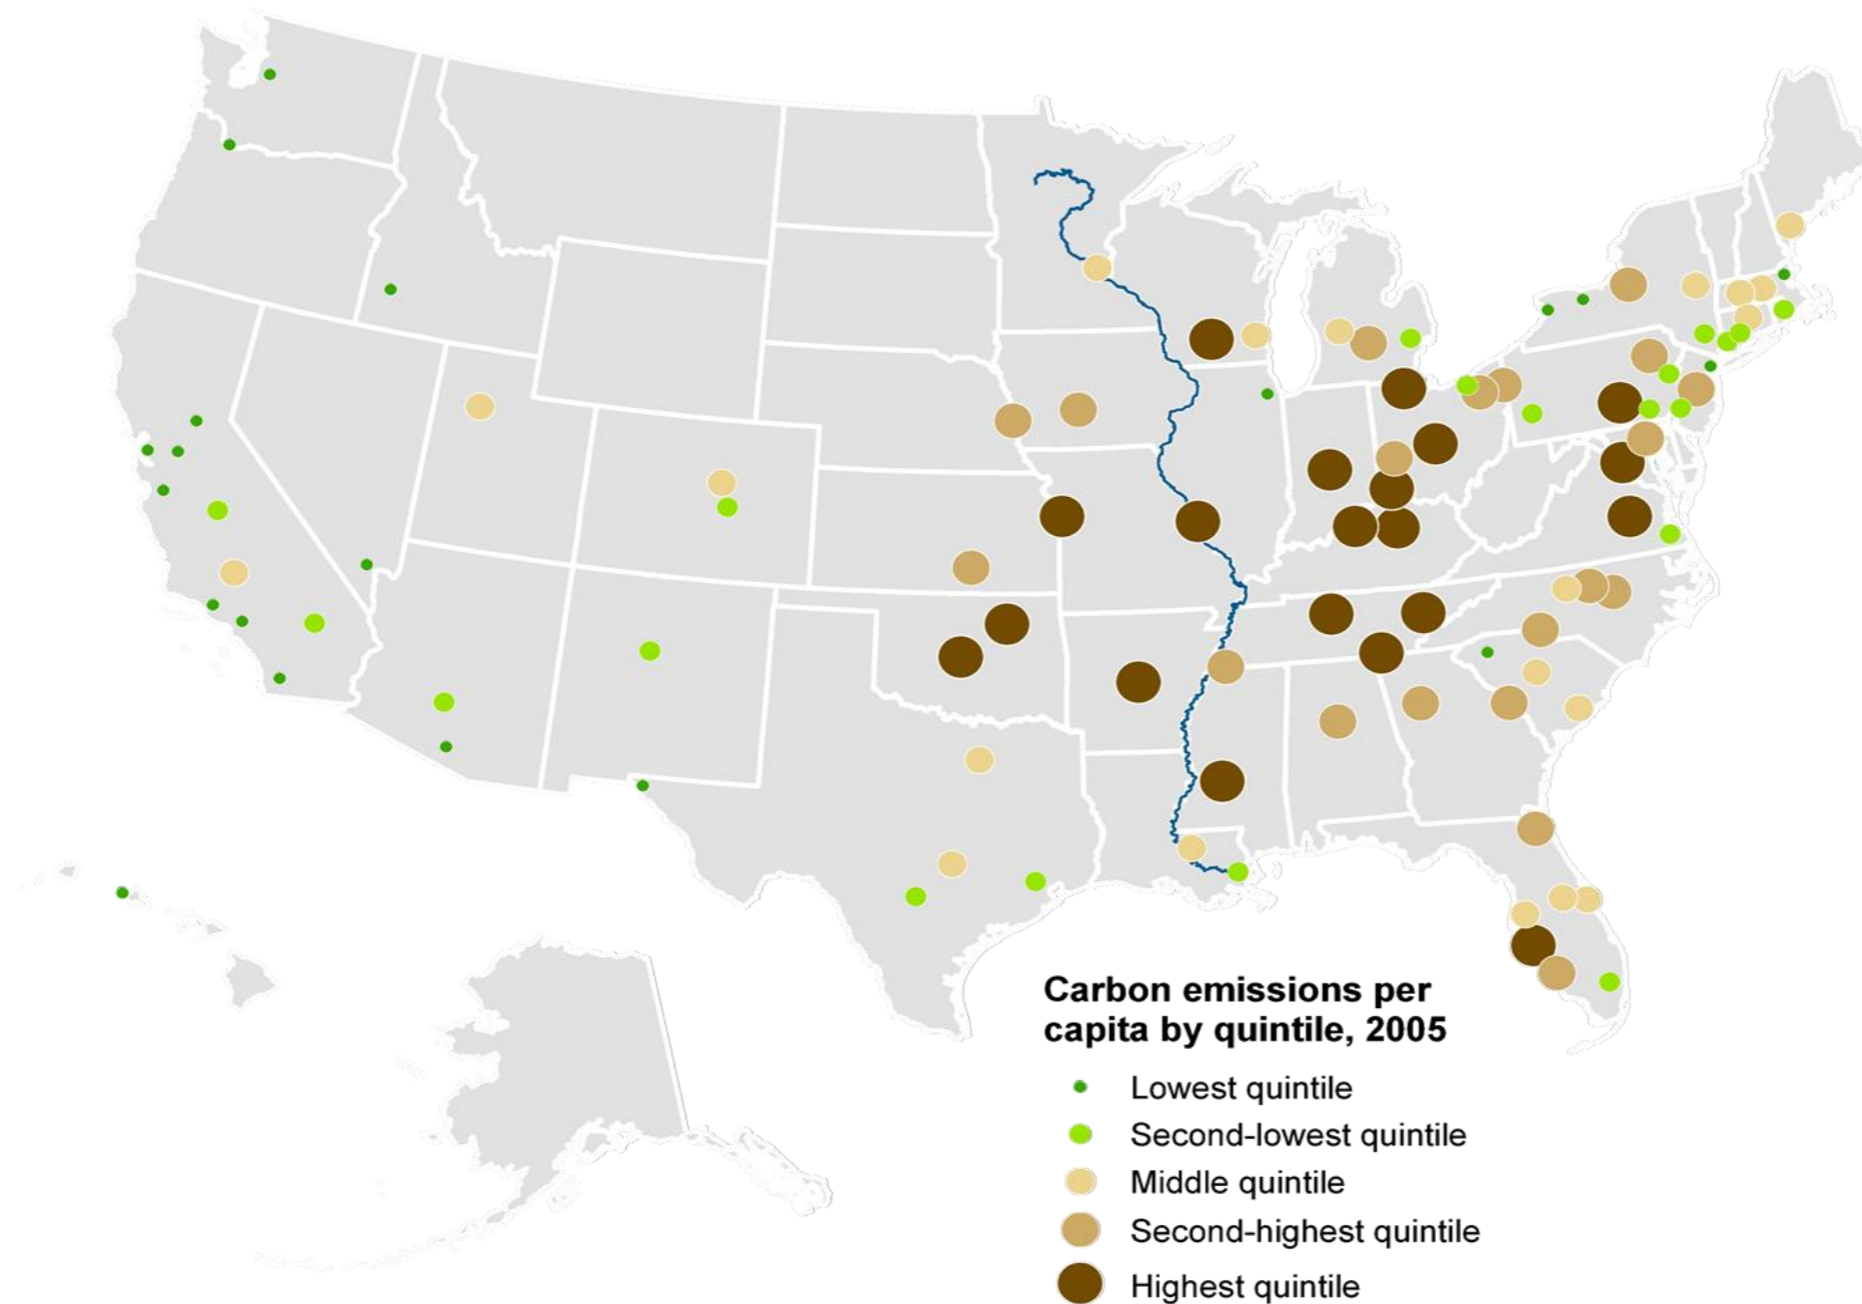 Carbon emissions per
capita by quintile, 2005
Lowest quintile
Second-lowest quintile
Middle quintile
Second-highest quintile
Highest quintile